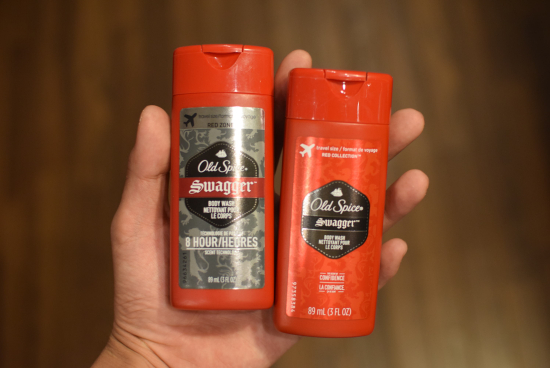 RED ZONE
Old Spice
Swagger
BODY WASH
NETTOYANT POUR
LE CORPS
8 HOUR/HEURES
SCENT TECHNOLOGY
89 mL (3 FL OZ)
travel size / format de voyage
RED COLLECTION
Old Spice
Swagger
BODY WASH
NETTOYANT POUR
LE CORPS
CONFIDENCE
LA CONFIANCE
89 mL (3 FL OZ)